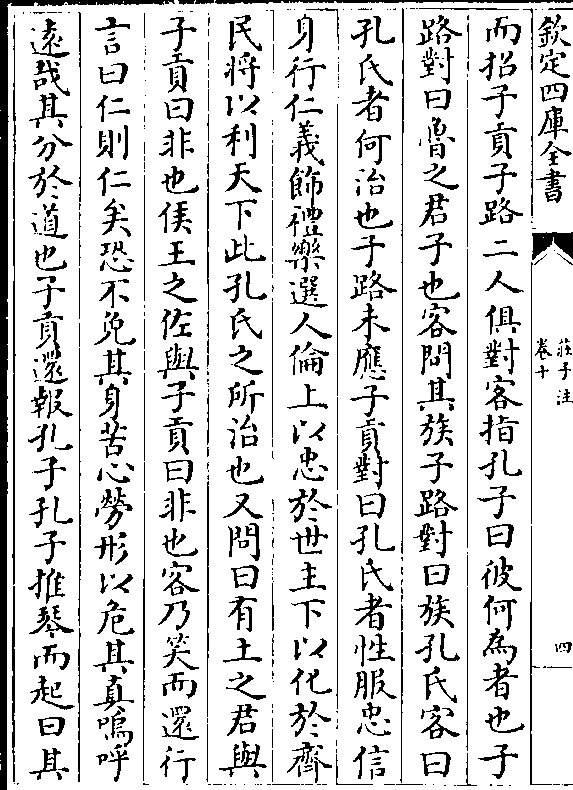 欽定四庫全書
莊子注
卷十
四
而招子貢子路二人俱對客指孔子曰彼何為者也子
路對曰魯之君子也客問其族子路對曰族孔氏客曰
孔氏者何治也子路未應子貢對曰孔氏者性服忠信
身行仁義飾禮樂選人倫上以忠於世主下以化於齊
民將以利天下此孔氏之所治也又問曰有土之君與
子貢曰非也侯王之佐與子貢曰非也客乃笑而還行
言曰仁則仁矣恐不免其身苦心勞形以危其真嗚呼
遠哉其分於道也子貢還報孔子孔子推琴而起曰其